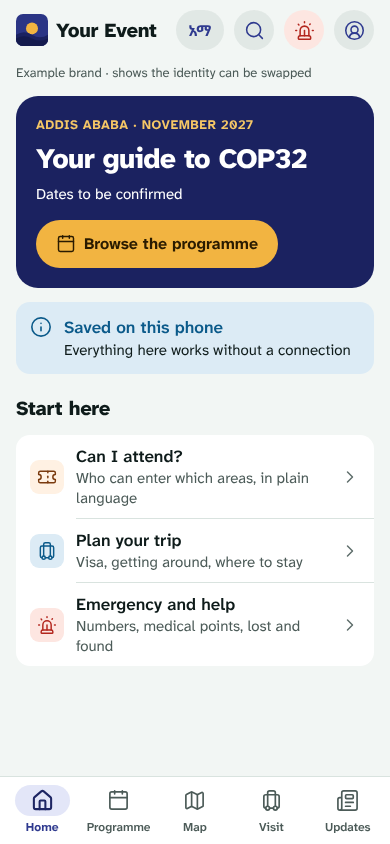 Your Event
አማ
Example brand · shows the identity can be swapped
ADDIS ABABA · NOVEMBER 2027
Your guide to COP32
Dates to be confirmed
Browse the programme
Saved on this phone
Everything here works without a connection
Start here
Can I attend?
Who can enter which areas, in plain
language
Plan your trip
Visa, getting around, where to stay
Emergency and help
Numbers, medical points, lost and
found
Home
Programme
Map
Visit
Updates